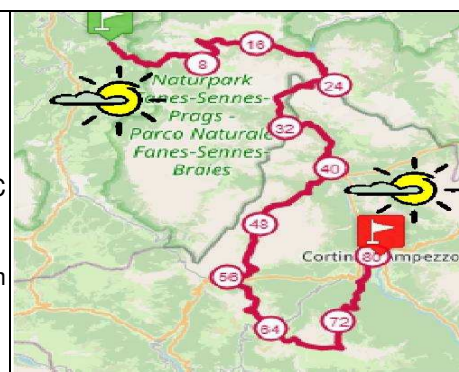 16
8
24
Naturpark
Fanes-Sennes-
Prags -
Parco Naturale
Fanes-Sennes-
Braies
32
40
C
48
Cortina Ampezzo
80
56
m
64
72